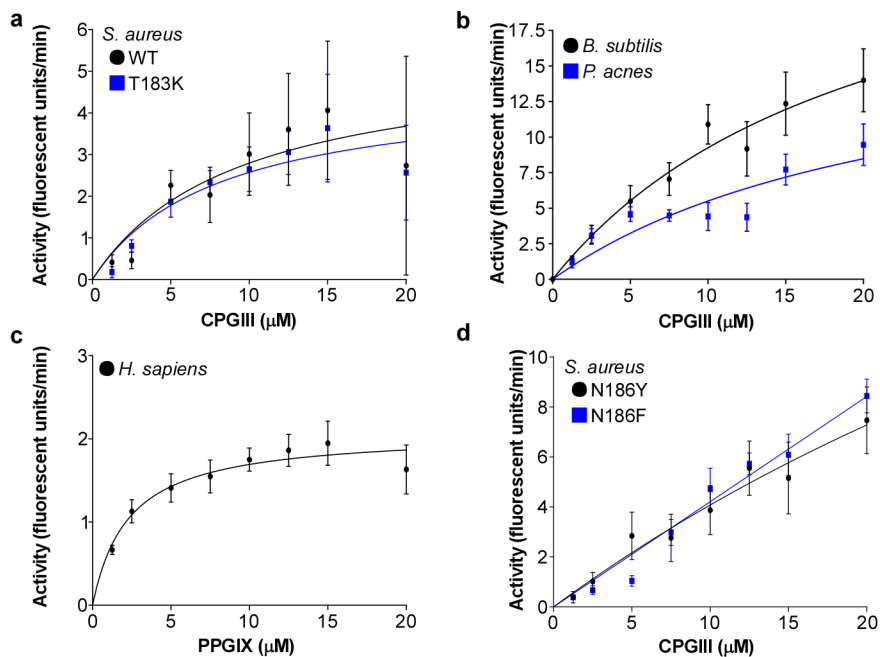 a
S. aureus
WT
T183K
Activity (fluorescent units/min)
6
5
4
3
2
1
0
0 5 10 15 20
CPGIII (μM)
b
B. subtilis
P. acnes
Activity (fluorescent units/min)
17.5
15
12.5
10
7.5
5
2.5
0
0 5 10 15 20
CPGIII (μM)
c
H. sapiens
Activity (fluorescent units/min)
3
2
1
0
0 5 10 15 20
PPGIX (μM)
d
S. aureus
N186Y
N186F
Activity (fluorescent units/min)
10
8
6
4
2
0
0 5 10 15 20
CPGIII (μM)